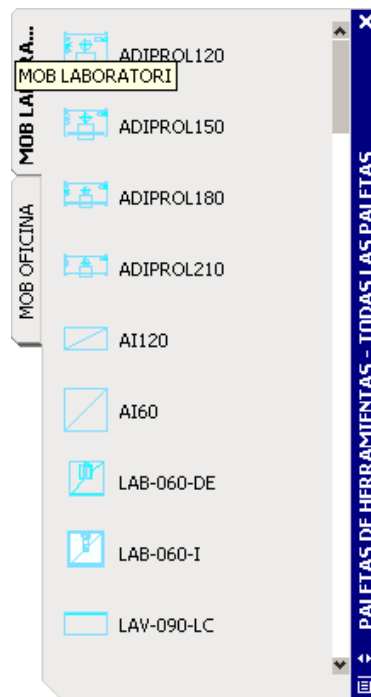 MOB LABORA...
MOB LABORATORI
MOB OFICINA
ADIPROL120
ADIPROL150
ADIPROL180
ADIPROL210
AI120
AI60
LAB-060-DE
LAB-060-I
LAV-090-LC
PALETAS DE HERRAMIENTAS - TODAS LAS PALETAS